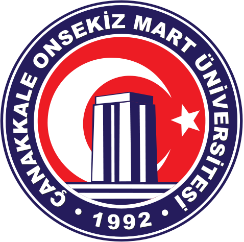 ÇANAKKALE ONSEKİZ MART ÜNİVERSİTESİ
• 1992 •